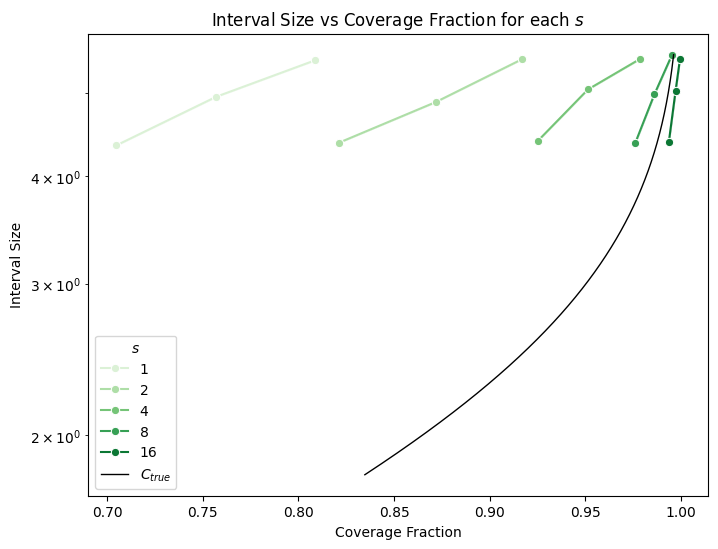 Interval Size vs Coverage Fraction for each s
Interval Size
4 × 10⁰
3 × 10⁰
2 × 10⁰
s
1
2
4
8
16
C_true
0.70 0.75 0.80 0.85 0.90 0.95 1.00
Coverage Fraction